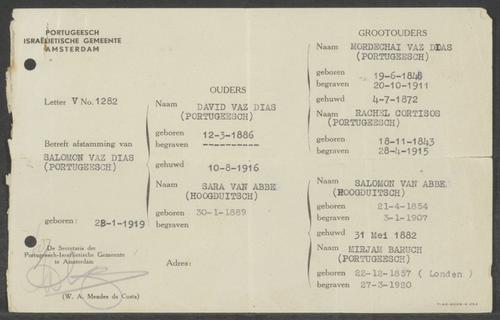 PORTUGEESCH
ISRAËLIETISCHE GEMEENTE
AMSTERDAM
Letter V No. 1282
Betreft afstamming van
SALOMON VAZ DIAS
(PORTUGEESCH)
geboren: 28-1-1919
De Secretaris der
Portugeesch-Israëlietische Gemeente
te Amsterdam
(W. A. Mendes da Costa)
OUDERS
Naam DAVID VAZ DIAS
(PORTUGEESCH)
geboren 12-3-1886
begraven ----------
gehuwd 10-8-1916
Naam SARA VAN ABBE
(HOOGDUITSCH)
geboren 30-1-1889
begraven
Adres:
GROOTOUDERS
Naam MORDECHAI VAZ DIAS
(PORTUGEESCH)
geboren 19-6-1848
begraven 20-10-1911
gehuwd 4-7-1872
Naam RACHEL CORTISOS
(PORTUGEESCH)
geboren 18-11-1843
begraven 28-4-1915
Naam SALOMON VAN ABBE
(HOOGDUITSCH)
geboren 21-4-1854
begraven 3-1-1907
gehuwd 31 Mei 1882
Naam MIRJAM BARUCH
(PORTUGEESCH)
geboren 22-12-1857 (Londen)
begraven 27-3-1920